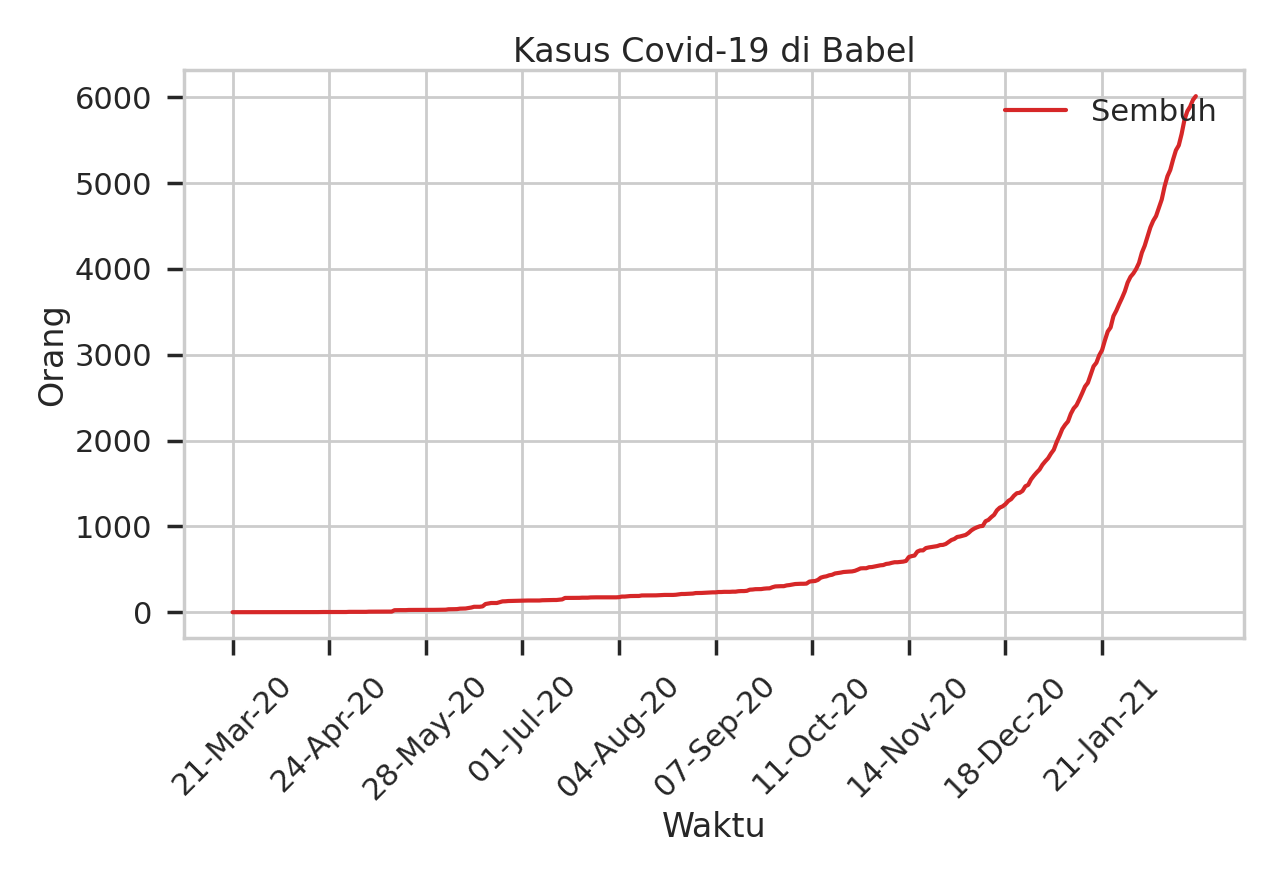 Kasus Covid-19 di Babel
Sembuh
6000
5000
4000
3000
2000
1000
0
Orang
21-Mar-20
24-Apr-20
28-May-20
01-Jul-20
04-Aug-20
07-Sep-20
11-Oct-20
14-Nov-20
18-Dec-20
21-Jan-21
Waktu